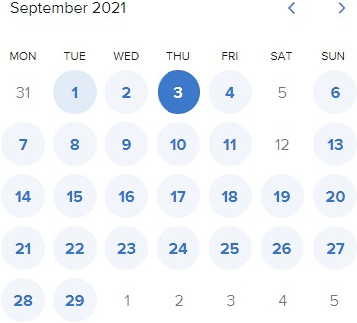 September 2021
MON TUE WED THU FRI SAT SUN
31 1 2 3 4 5 6
7 8 9 10 11 12 13
14 15 16 17 18 19 20
21 22 23 24 25 26 27
28 29 1 2 3 4 5